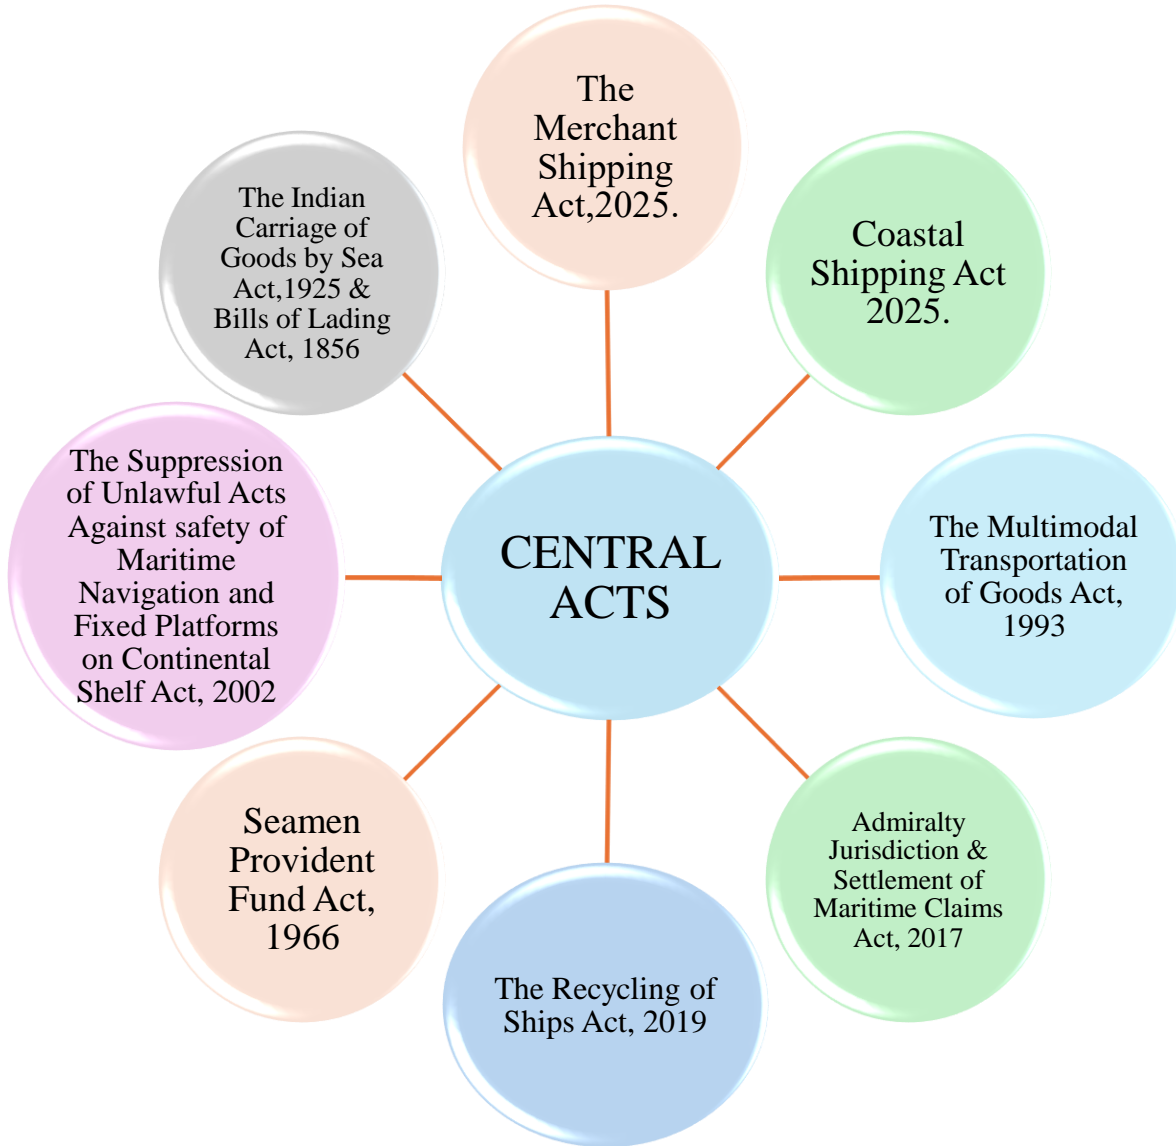 The
Merchant
Shipping
Act,2025.
Coastal
Shipping Act
2025.
The Multimodal
Transportation
of Goods Act,
1993
Admiralty
Jurisdiction &
Settlement of
Maritime Claims
Act, 2017
The Recycling of
Ships Act, 2019
Seamen
Provident
Fund Act,
1966
The Suppression
of Unlawful Acts
Against safety of
Maritime
Navigation and
Fixed Platforms
on Continental
Shelf Act, 2002
The Indian
Carriage of
Goods by Sea
Act,1925 &
Bills of Lading
Act, 1856
CENTRAL
ACTS